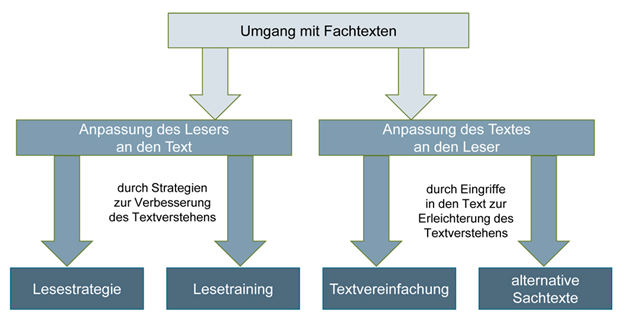 Umgang mit Fachtexten
Anpassung des Lesers
an den Text
Anpassung des Textes
an den Leser
durch Strategien
zur Verbesserung
des Textverstehens
durch Eingriffe
in den Text zur
Erleichterung des
Textverstehens
Lesestrategie
Lesetraining
Textvereinfachung
alternative
Sachtexte